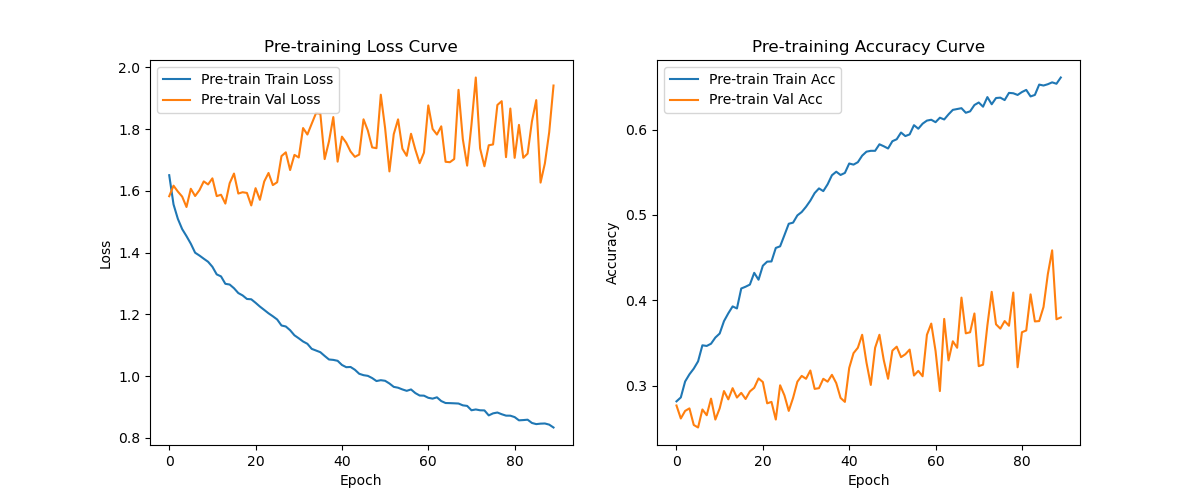 Pre-training Loss Curve
Pre-train Train Loss
Pre-train Val Loss
2.0
1.8
1.6
1.4
1.2
1.0
0.8
Loss
0
20
40
60
80
Epoch
Pre-training Accuracy Curve
Pre-train Train Acc
Pre-train Val Acc
0.6
0.5
0.4
0.3
Accuracy
0
20
40
60
80
Epoch